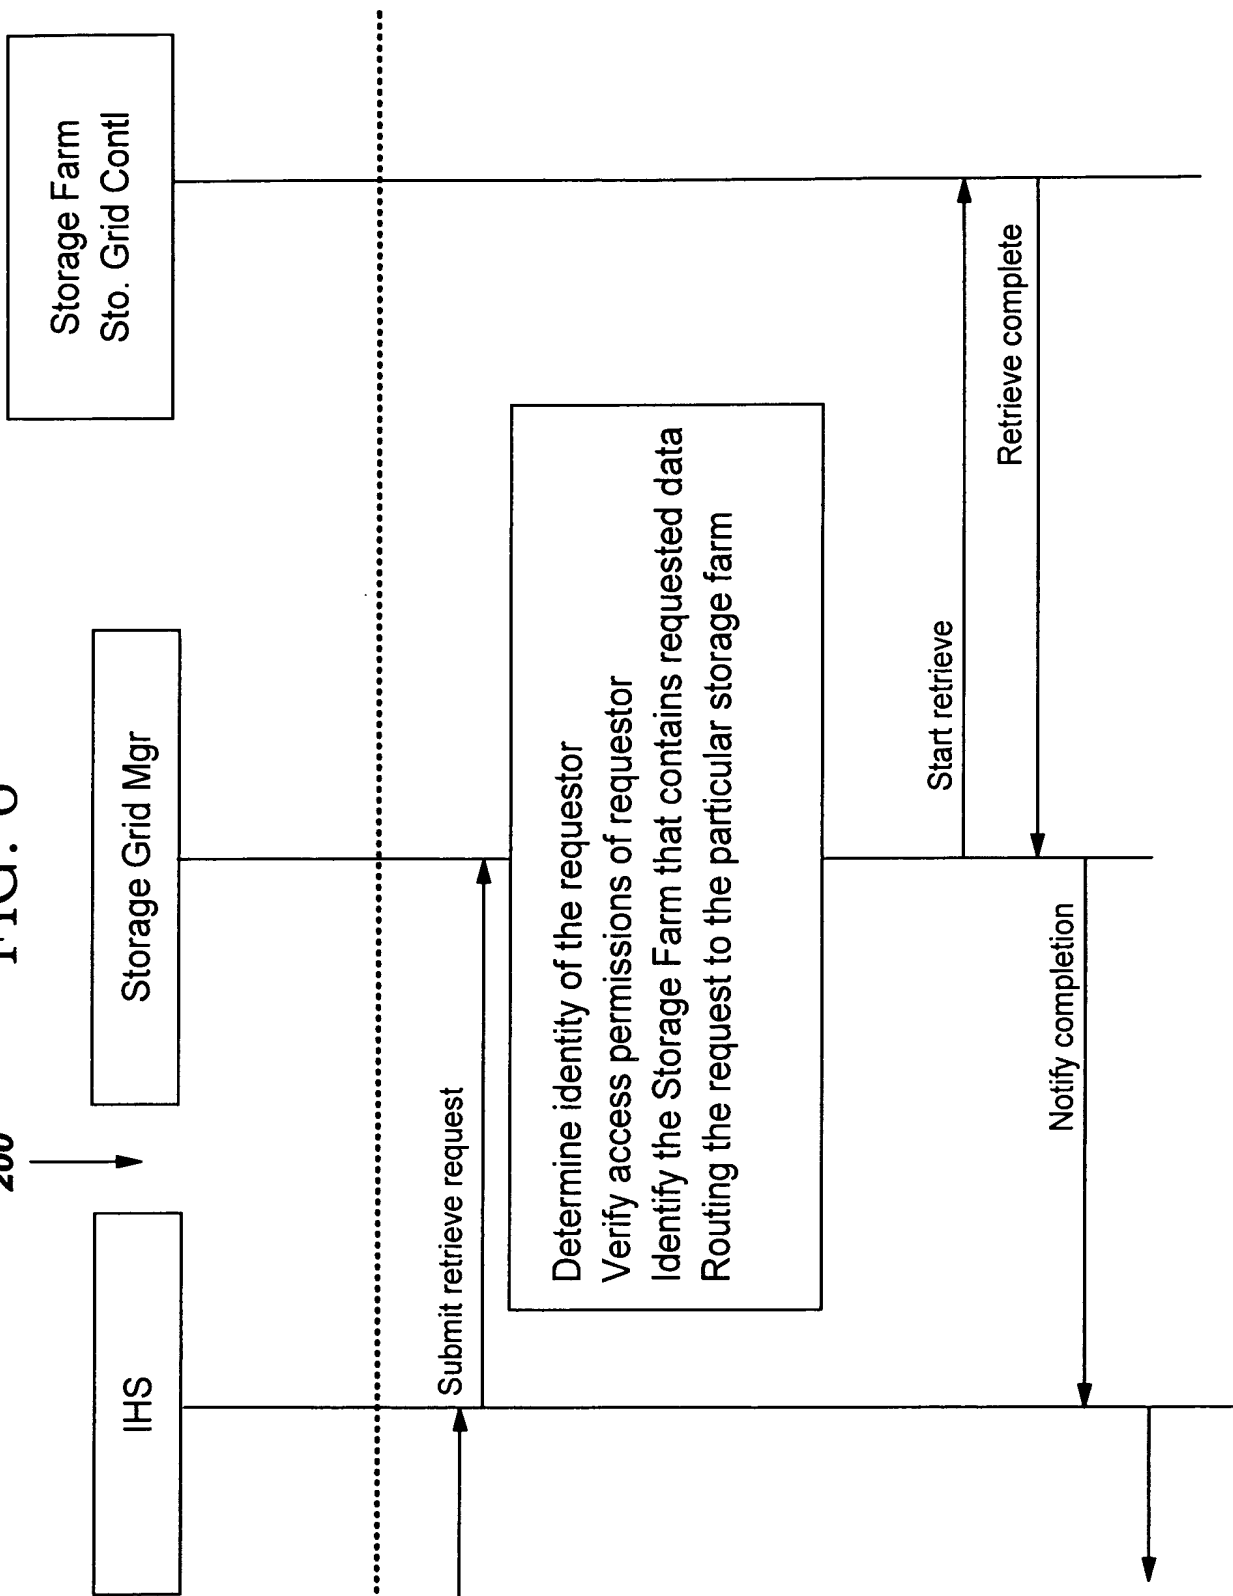 FIG.
IHS
Storage Grid Mgr
Storage Farm
Sto. Grid Contl
Submit retrieve request
Determine identity of the requestor
Verify access permissions of requestor
Identify the Storage Farm that contains requested data
Routing the request to the particular storage farm
Start retrieve
Retrieve complete
Notify completion